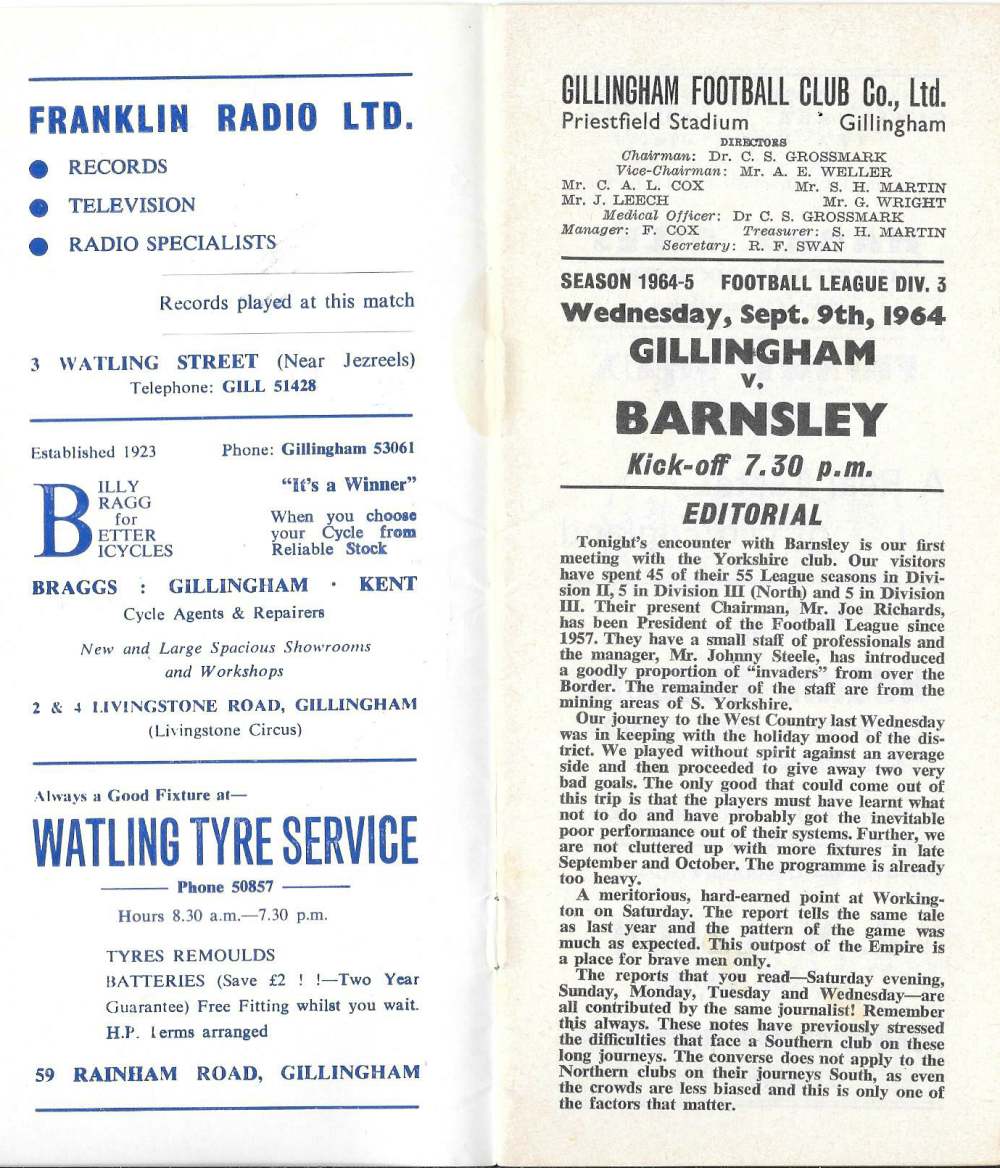 FRANKLIN RADIO LTD.
● RECORDS
● TELEVISION
● RADIO SPECIALISTS
Records played at this match
3 WATLING STREET (Near Jezreels)
Telephone: GILL 51428
Established 1923 Phone: Gillingham 53061
BILLY
RAGG
for
ETTER
ICYCLES
"It's a Winner"
When you choose
your Cycle from
Reliable Stock
BRAGGS : GILLINGHAM · KENT
Cycle Agents & Repairers
New and Large Spacious Showrooms
and Workshops
2 & 4 LIVINGSTONE ROAD, GILLINGHAM
(Livingstone Circus)
Always a Good Fixture at—
WATLING TYRE SERVICE
Phone 50857
Hours 8.30 a.m.—7.30 p.m.
TYRES REMOULDS
BATTERIES (Save £2 ! !—Two Year
Guarantee) Free Fitting whilst you wait.
H.P. Terms arranged
59 RAINHAM ROAD, GILLINGHAM
GILLINGHAM FOOTBALL CLUB Co., Ltd.
Priestfield Stadium Gillingham
DIRECTORS
Chairman: Dr. C. S. GROSSMARK
Vice-Chairman: Mr. A. E. WELLER
Mr. C. A. L. COX Mr. S. H. MARTIN
Mr. J. LEECH Mr. G. WRIGHT
Medical Officer: Dr C. S. GROSSMARK
Manager: F. COX Treasurer: S. H. MARTIN
Secretary: R. F. SWAN
SEASON 1964-5 FOOTBALL LEAGUE DIV. 3
Wednesday, Sept. 9th, 1964
GILLINGHAM
v.
BARNSLEY
Kick-off 7.30 p.m.
EDITORIAL
Tonight's encounter with Barnsley is our first
meeting with the Yorkshire club. Our visitors
have spent 45 of their 55 League seasons in Divi-
sion II, 5 in Division III (North) and 5 in Division
III. Their present Chairman, Mr. Joe Richards,
has been President of the Football League since
1957. They have a small staff of professionals and
the manager, Mr. Johnny Steele, has introduced
a goodly proportion of "invaders" from over the
Border. The remainder of the staff are from the
mining areas of S. Yorkshire.
Our journey to the West Country last Wednesday
was in keeping with the holiday mood of the dis-
trict. We played without spirit against an average
side and then proceeded to give away two very
bad goals. The only good that could come out of
this trip is that the players must have learnt what
not to do and have probably got the inevitable
poor performance out of their systems. Further, we
are not cluttered up with more fixtures in late
September and October. The programme is already
too heavy.
A meritorious, hard-earned point at Working-
ton on Saturday. The report tells the same tale
as last year and the pattern of the game was
much as expected. This outpost of the Empire is
a place for brave men only.
The reports that you read—Saturday evening,
Sunday, Monday, Tuesday and Wednesday—are
all contributed by the same journalist! Remember
this always. These notes have previously stressed
the difficulties that face a Southern club on these
long journeys. The converse does not apply to the
Northern clubs on their journeys South, as even
the crowds are less biased and this is only one of
the factors that matter.